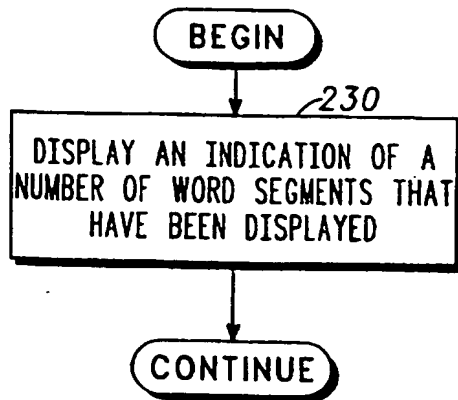 BEGIN
230
DISPLAY AN INDICATION OF A
NUMBER OF WORD SEGMENTS THAT
HAVE BEEN DISPLAYED
CONTINUE